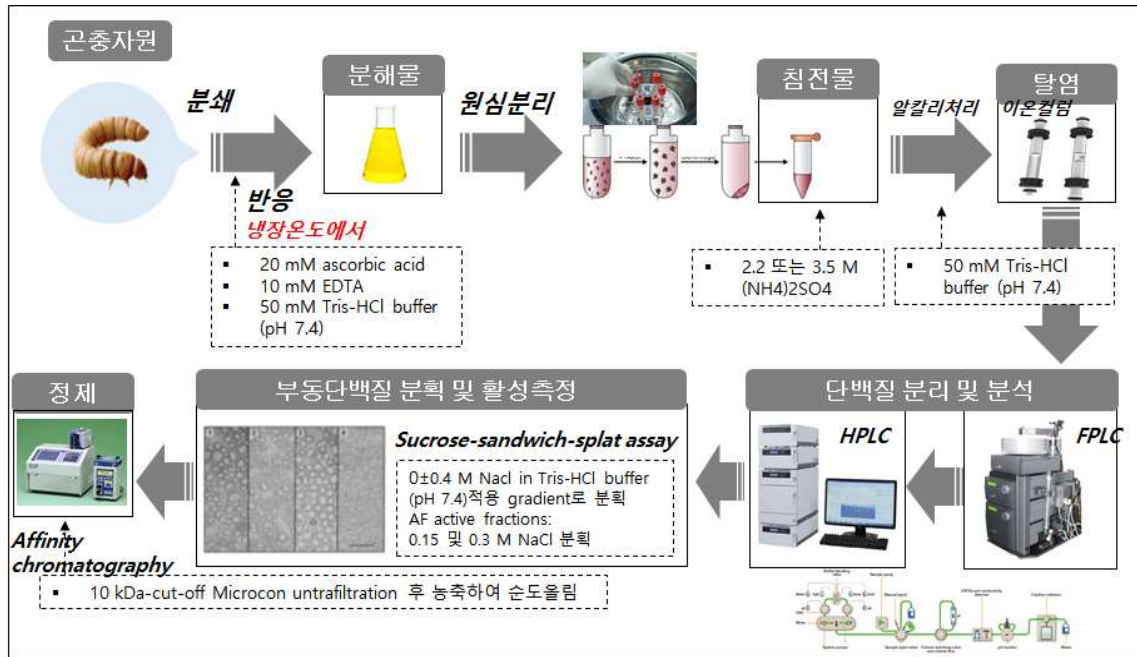 곤충자원
분쇄
반응
냉장온도에서
▪ 20 mM ascorbic acid
▪ 10 mM EDTA
▪ 50 mM Tris-HCl buffer
(pH 7.4)
분해물
원심분리
침전물
▪ 2.2 또는 3.5 M
(NH4)2SO4
알칼리처리
이온컬럼
탈염
▪ 50 mM Tris-HCl
buffer (pH 7.4)
단백질 분리 및 분석
HPLC
FPLC
부동단백질 분획 및 활성측정
Sucrose-sandwich-splat assay
0±0.4 M Nacl in Tris-HCl buffer
(pH 7.4)적용 gradient로 분획
AF active fractions:
0.15 및 0.3 M NaCl 분획
정제
Affinity
chromatography
▪ 10 kDa-cut-off Microcon untrafiltration 후 농축하여 순도올림